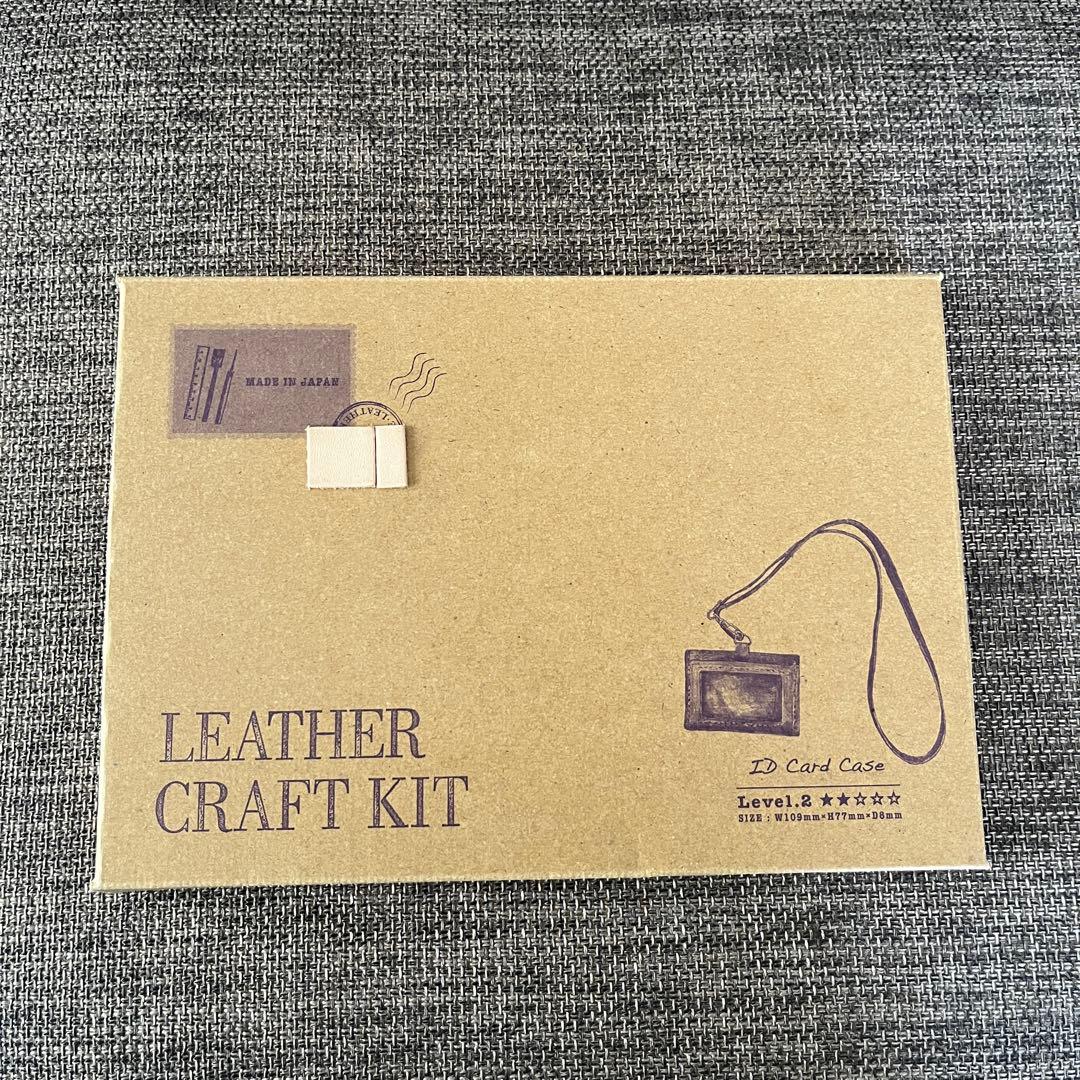 MADE IN JAPAN
LEATHER
CRAFT KIT
ID Card Case
Level.2 ★★☆☆☆
SIZE : W109mm×H77mm×D8mm